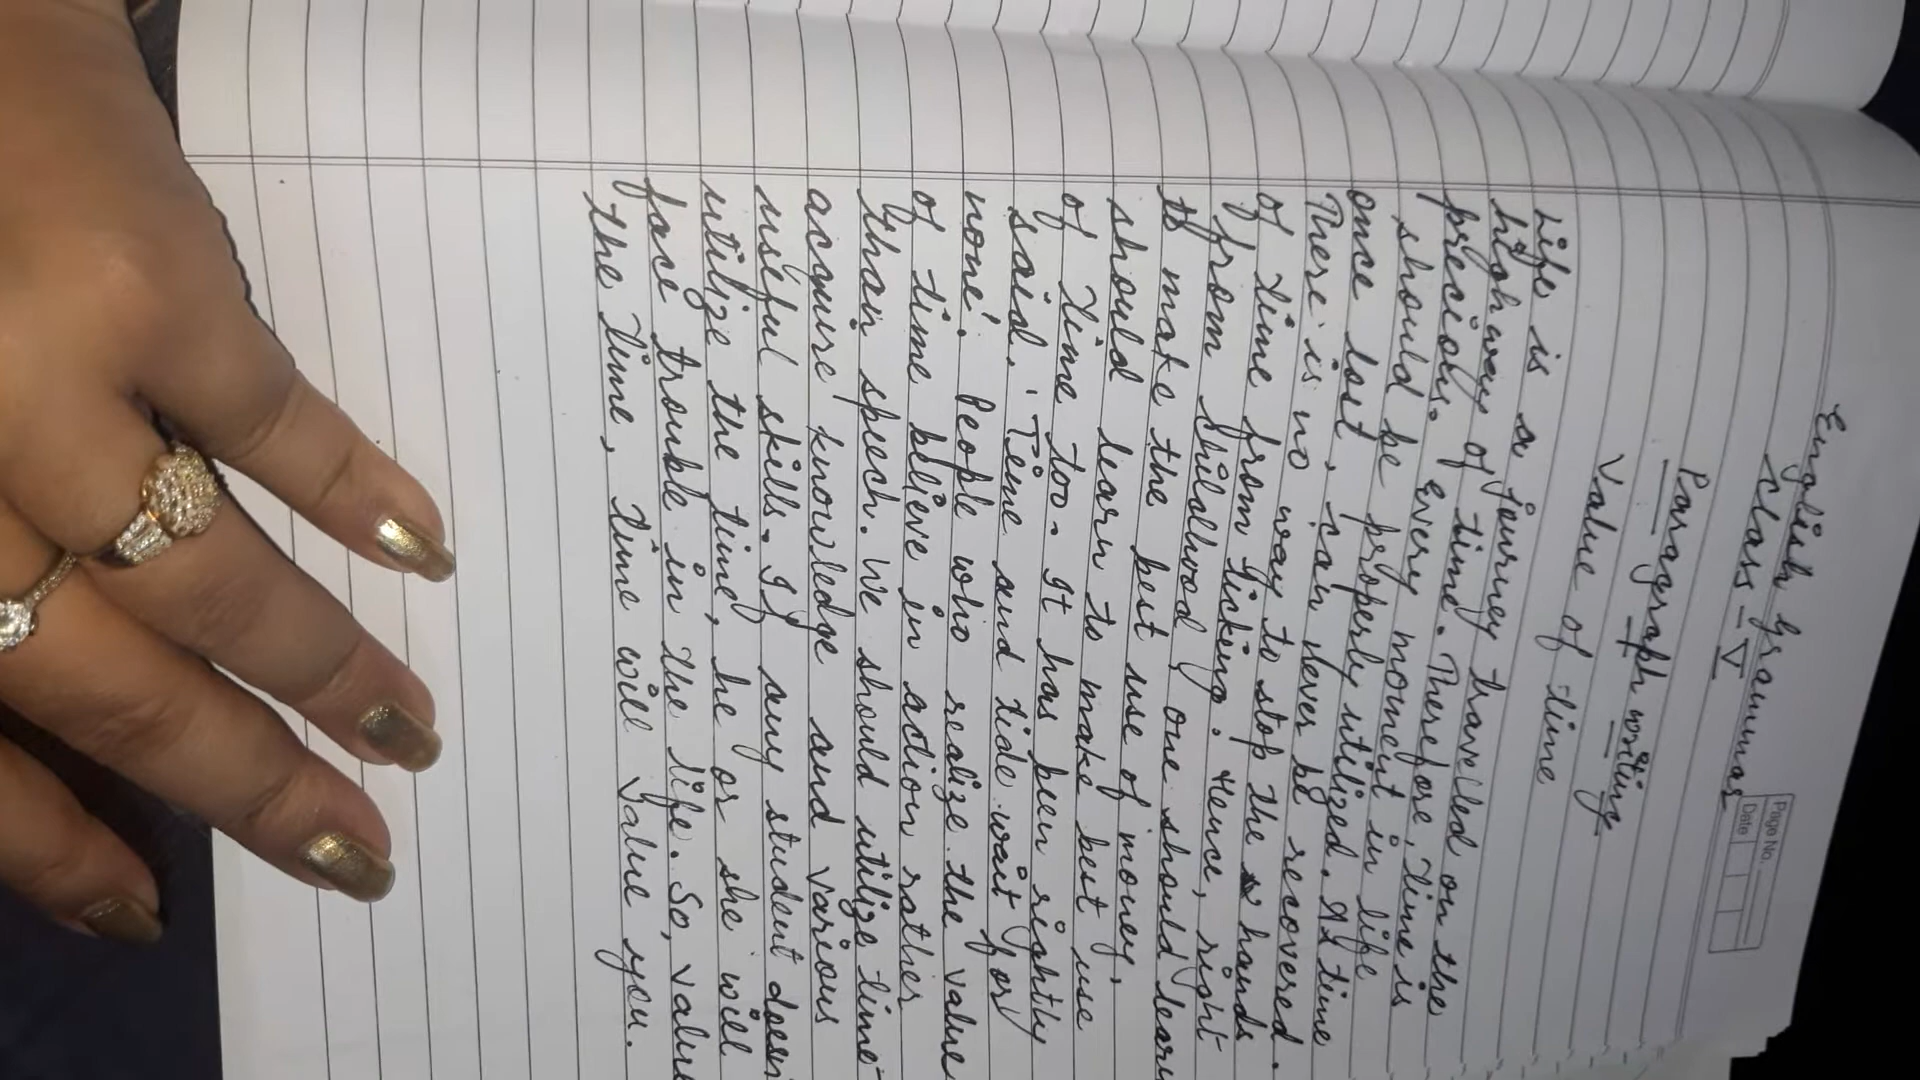 Page No.
Date
English Grammar
Class - V
Paragraph writing
Value of time
Life is a journey travelled on the
highway of time. Therefore, time is
precious. Every moment in life
should be properly utilized. As time
once lost, can never be recovered.
There is no way to stop the hands
of time from ticking. Hence, right
from childhood, one should learn
to make the best use of money,
should learn to make best use
of time too. It has been rightly
said, 'Time and tide wait for
none'. People who realize the value
of time believe in action rather
than speech. We should utilize time
acquire knowledge and various
useful skills. If any student doesn
utilize the time, he or she will
face trouble in the life. So, value
the time, time will value you.